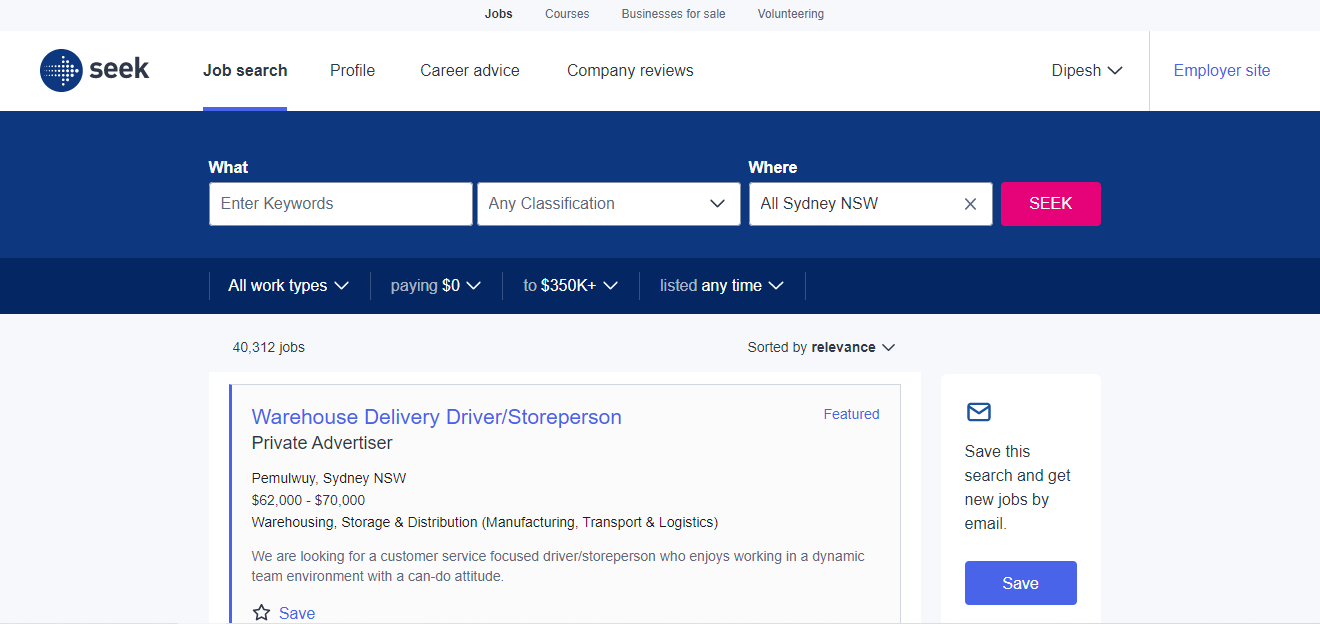 Jobs Courses Businesses for sale Volunteering
seek Job search Profile Career advice Company reviews Dipesh Employer site
What Where
Enter Keywords Any Classification All Sydney NSW SEEK
All work types paying $0 to $350K+ listed any time
40,312 jobs Sorted by relevance
Warehouse Delivery Driver/Storeperson Featured
Private Advertiser
Pemulwuy, Sydney NSW
$62,000 - $70,000
Warehousing, Storage & Distribution (Manufacturing, Transport & Logistics)
We are looking for a customer service focused driver/storeperson who enjoys working in a dynamic
team environment with a can-do attitude.
Save
Save this
search and get
new jobs by
email.
Save